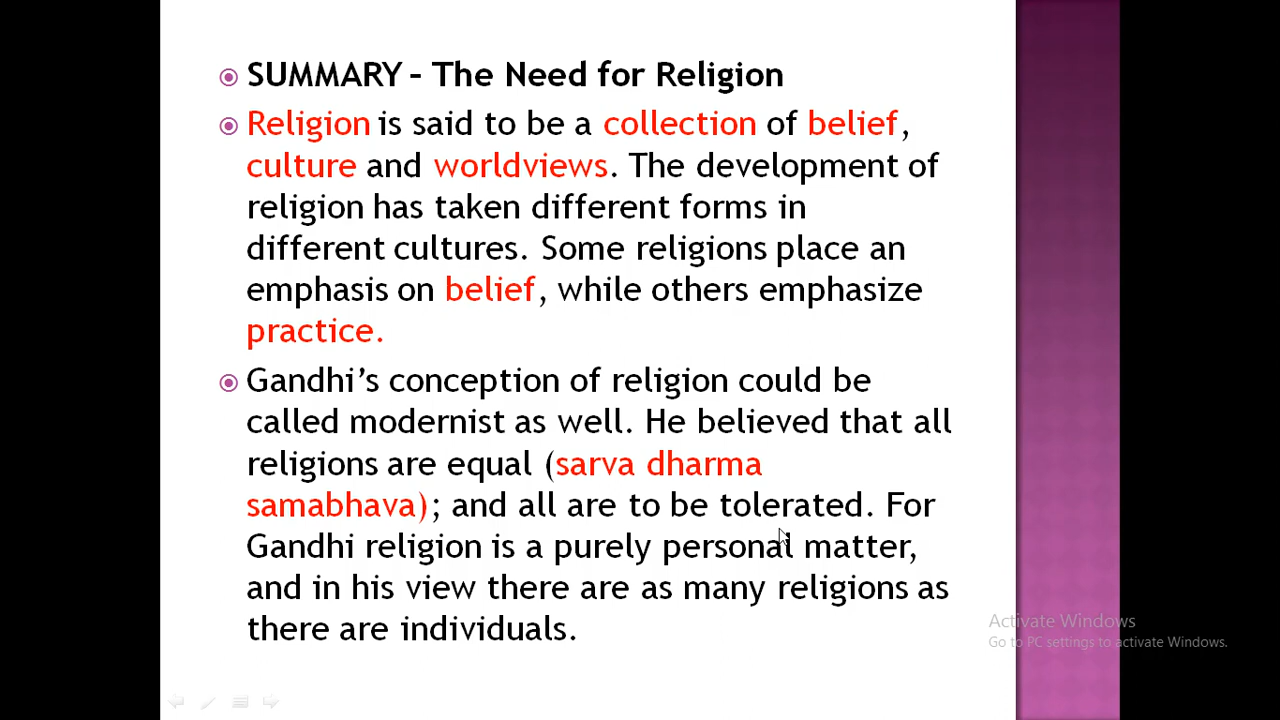 SUMMARY – The Need for Religion
Religion is said to be a collection of belief,
culture and worldviews. The development of
religion has taken different forms in
different cultures. Some religions place an
emphasis on belief, while others emphasize
practice.
Gandhi’s conception of religion could be
called modernist as well. He believed that all
religions are equal (sarva dharma
samabhava); and all are to be tolerated. For
Gandhi religion is a purely personal matter,
and in his view there are as many religions as
there are individuals.
Activate Windows
Go to PC settings to activate Windows.